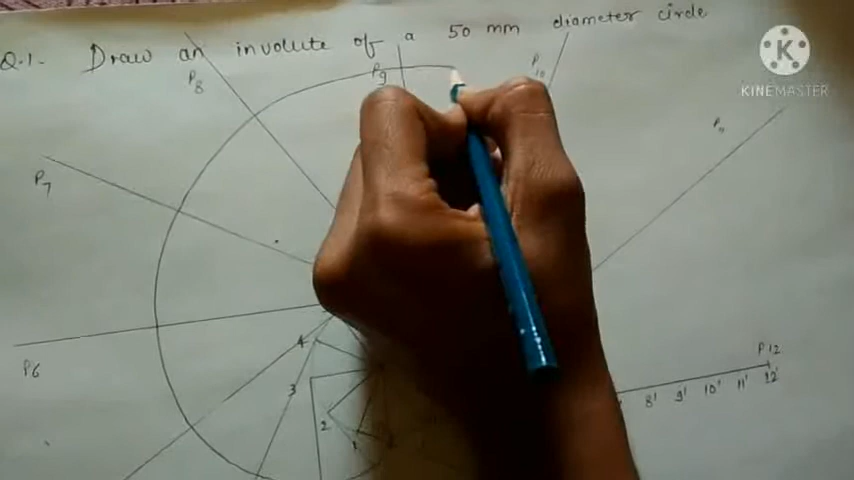 Q.1. Draw an involute of a 50 mm diameter circle
KINEMASTER
P8
P9
P10
P11
P7
P6
4
3
2
1
P12
8' 9' 10' 11' 12'